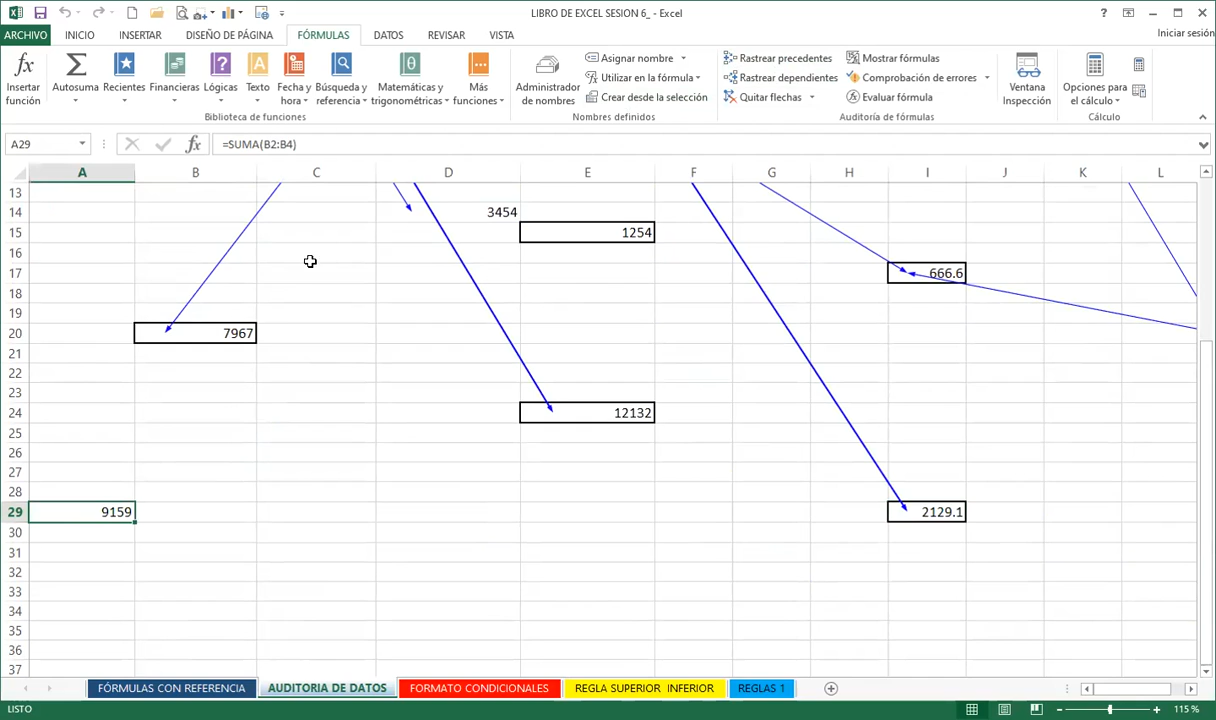 LIBRO DE EXCEL SESION 6_ - Excel
?
ARCHIVO INICIO INSERTAR DISEÑO DE PÁGINA FÓRMULAS DATOS REVISAR VISTA Iniciar sesión
Insertar función
Autosuma
Recientes
Financieras
Lógicas
Texto
Fecha y hora
Búsqueda y referencia
Matemáticas y trigonométricas
Más funciones
Biblioteca de funciones
Administrador de nombres
Asignar nombre
Utilizar en la fórmula
Crear desde la selección
Nombres definidos
Rastrear precedentes
Rastrear dependientes
Quitar flechas
Mostrar fórmulas
Comprobación de errores
Evaluar fórmula
Auditoría de fórmulas
Ventana Inspección
Opciones para el cálculo
Cálculo
A29 fx =SUMA(B2:B4)
A B C D E F G H I J K L
13
14 3454
15 1254
16
17 666.6
18
19
20 7967
21
22
23
24 12132
25
26
27
28
29 9159 2129.1
30
31
32
33
34
35
36
37
FÓRMULAS CON REFERENCIA AUDITORIA DE DATOS FORMATO CONDICIONALES REGLA SUPERIOR INFERIOR REGLAS 1
LISTO 115 %